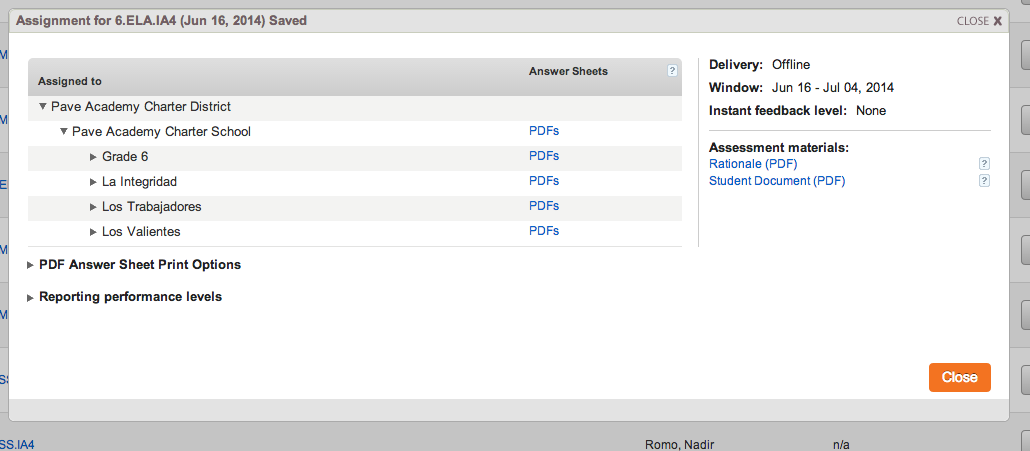 Assignment for 6.ELA.IA4 (Jun 16, 2014) Saved
CLOSE X
Assigned to
Answer Sheets
?
Pave Academy Charter District
Pave Academy Charter School PDFs
Grade 6 PDFs
La Integridad PDFs
Los Trabajadores PDFs
Los Valientes PDFs
PDF Answer Sheet Print Options
Reporting performance levels
Delivery: Offline
Window: Jun 16 - Jul 04, 2014
Instant feedback level: None
Assessment materials:
Rationale (PDF) ?
Student Document (PDF) ?
Close
M
M
E
M
M
SS
SS.IA4 Romo, Nadir n/a